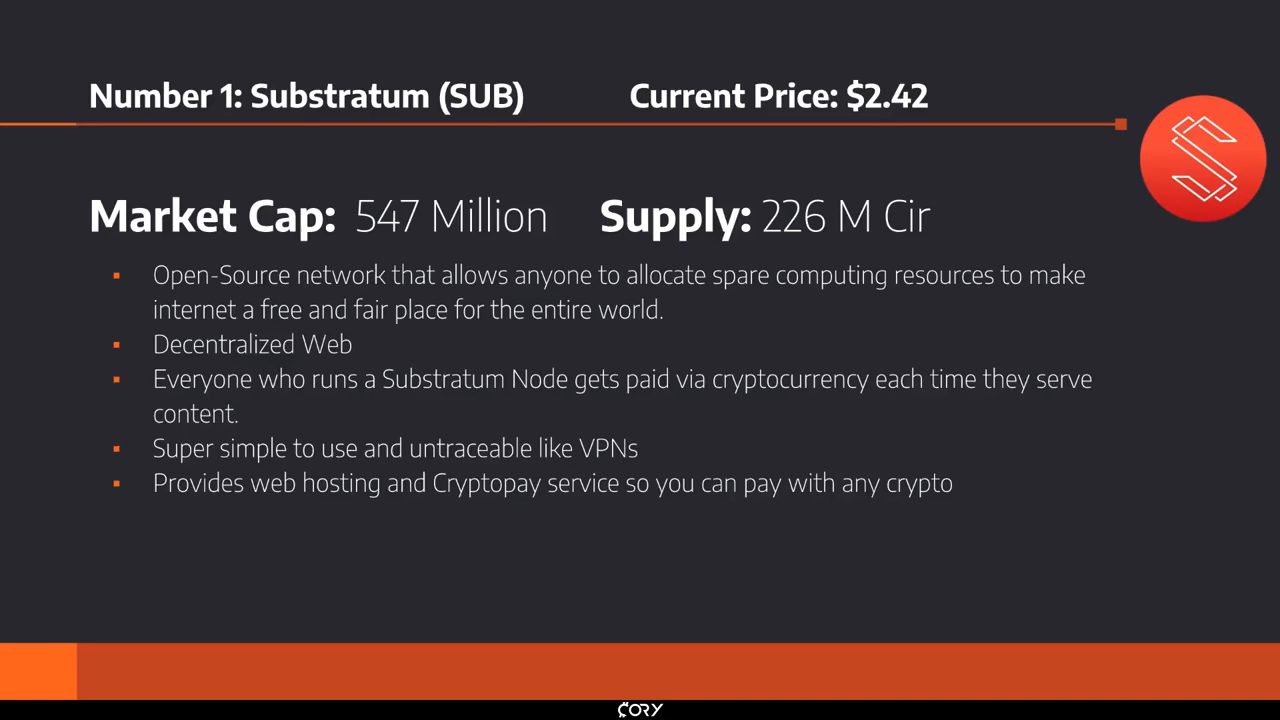 Number 1: Substratum (SUB) Current Price: $2.42
Market Cap: 547 Million Supply: 226 M Cir
▪ Open-Source network that allows anyone to allocate spare computing resources to make
internet a free and fair place for the entire world.
▪ Decentralized Web
▪ Everyone who runs a Substratum Node gets paid via cryptocurrency each time they serve
content.
▪ Super simple to use and untraceable like VPNs
▪ Provides web hosting and Cryptopay service so you can pay with any crypto
CORY